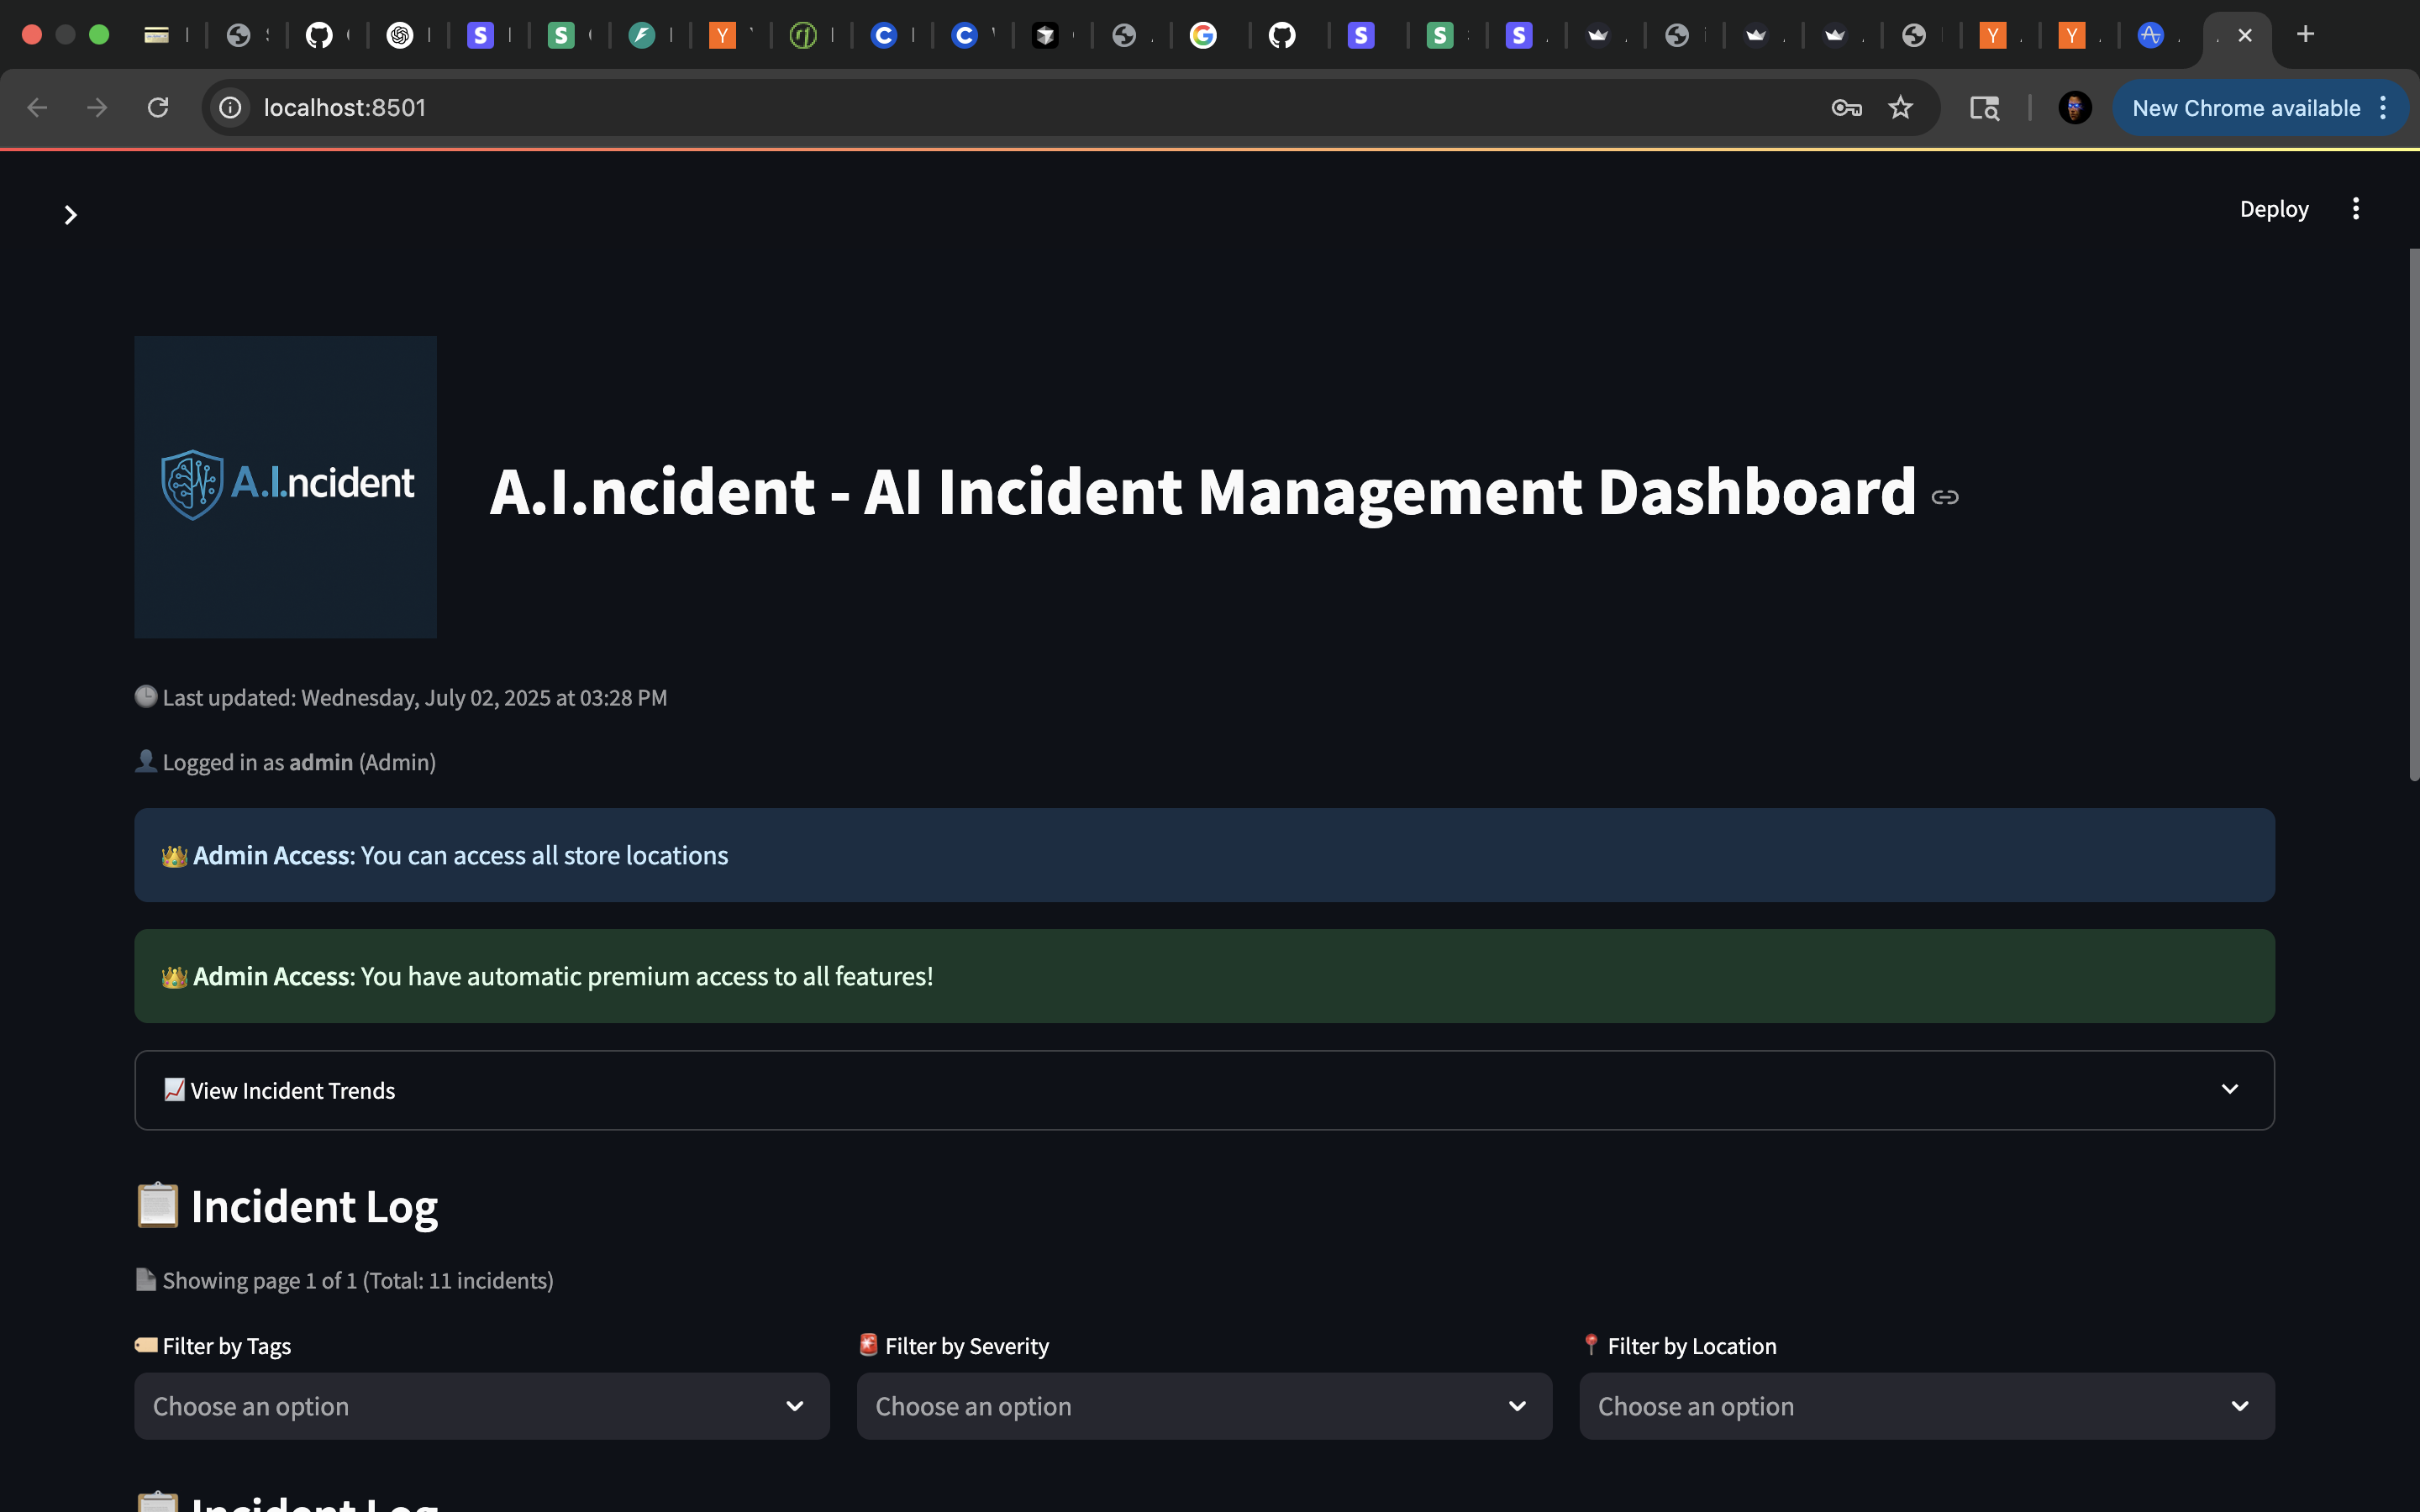 localhost:8501
New Chrome available
Deploy
A.I.ncident
A.I.ncident - AI Incident Management Dashboard
Last updated: Wednesday, July 02, 2025 at 03:28 PM
Logged in as admin (Admin)
Admin Access: You can access all store locations
Admin Access: You have automatic premium access to all features!
View Incident Trends
Incident Log
Showing page 1 of 1 (Total: 11 incidents)
Filter by Tags
Filter by Severity
Filter by Location
Choose an option
Choose an option
Choose an option
Incident Log